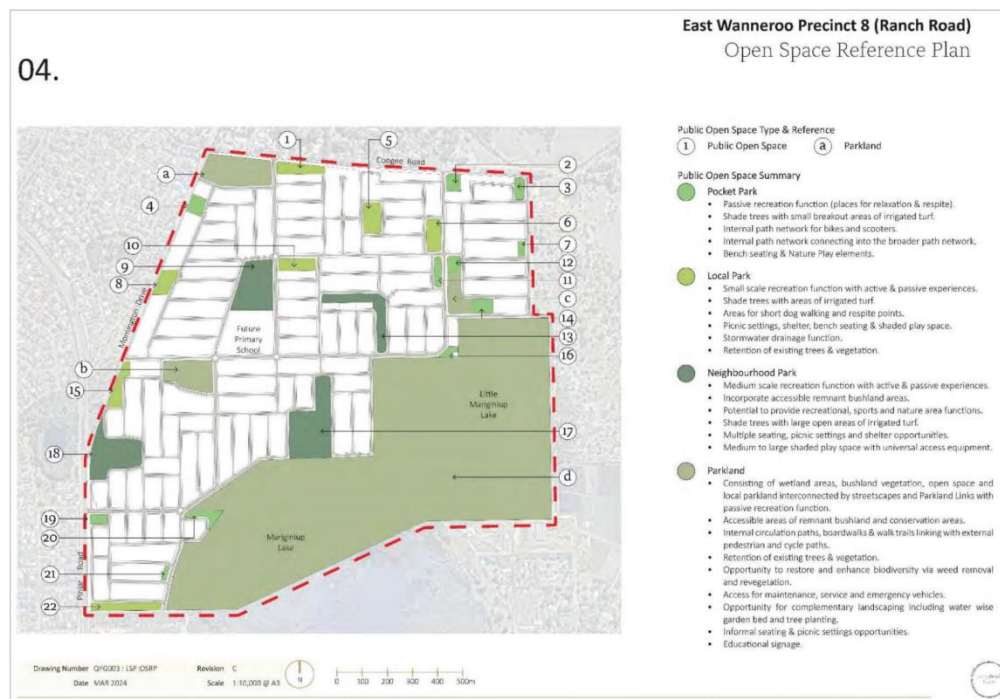 East Wanneroo Precinct 8 (Ranch Road)
Open Space Reference Plan
04.
Public Open Space Type & Reference
1 Public Open Space a Parkland
Public Open Space Summary
Pocket Park
• Passive recreation function (places for relaxation & respite).
• Shade trees with small breakout areas of irrigated turf.
• Internal path network for bikes and scooters.
• Internal path network connecting into the broader path network.
• Bench seating & Nature Play elements.
Local Park
• Small scale recreation function with active & passive experiences.
• Shade trees with areas of irrigated turf.
• Areas for short dog walking and respite points.
• Picnic settings, shelter, bench seating & shaded play space.
• Stormwater drainage function.
• Retention of existing trees & vegetation.
Neighbourhood Park
• Medium scale recreation function with active & passive experiences.
• Incorporate accessible remnant bushland areas.
• Potential to provide recreational, sports and nature area functions.
• Shade trees with large open areas of irrigated turf.
• Multiple seating, picnic settings and shelter opportunities.
• Medium to large shaded play space with universal access equipment.
Parkland
• Consisting of wetland areas, bushland vegetation, open space and
local parkland interconnected by streetscapes and Parkland Links with
passive recreation function.
• Accessible areas of remnant bushland and conservation areas.
• Internal circulation paths, boardwalks & walk trails linking with external
pedestrian and cycle paths.
• Retention of existing trees & vegetation.
• Opportunity to restore and enhance biodiversity via weed removal
and revegetation.
• Access for maintenance, service and emergency vehicles.
• Opportunity for complementary landscaping including water wise
garden bed and tree planting.
• Informal seating & picnic settings opportunities.
• Educational signage.
1
5
Coogee Road
a
2
3
4
6
10
7
9
12
8
11
c
Mornington Drive
Future
Primary
School
14
13
16
b
15
Little
Mariginiup
Lake
17
18
d
19
20
Mariginiup
Lake
21
Pinjar Road
22
Drawing Number QPG003 : LSP :OSRP
Revision C
Date MAR 2024
Scale 1:10,000 @ A3
N
0 100 200 300 400 500m